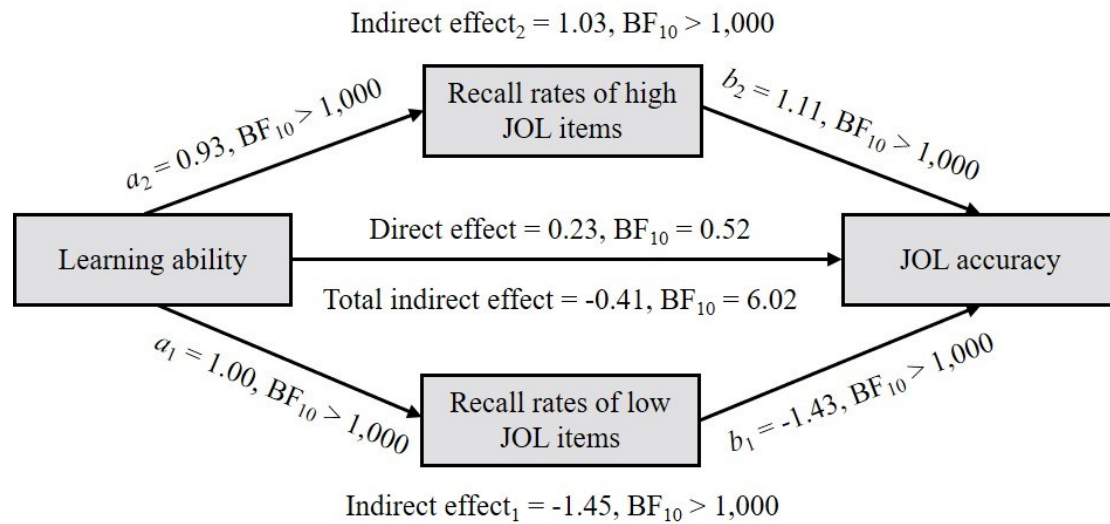 Indirect effect₂ = 1.03, BF₁₀ > 1,000
a₂ = 0.93, BF₁₀ > 1,000
Recall rates of high
JOL items
b₂ = 1.11, BF₁₀ > 1,000
Learning ability
Direct effect = 0.23, BF₁₀ = 0.52
JOL accuracy
Total indirect effect = -0.41, BF₁₀ = 6.02
a₁ = 1.00, BF₁₀ > 1,000
Recall rates of low
JOL items
b₁ = -1.43, BF₁₀ > 1,000
Indirect effect₁ = -1.45, BF₁₀ > 1,000